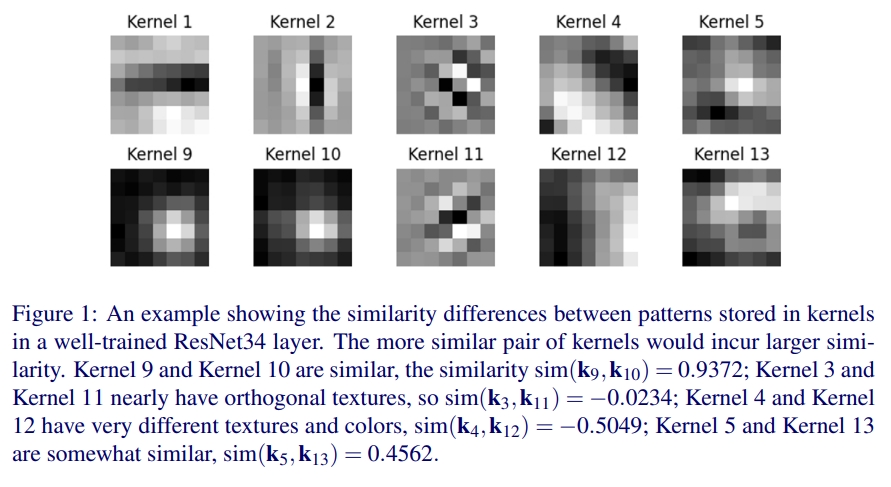 Kernel 1 Kernel 2 Kernel 3 Kernel 4 Kernel 5
Kernel 9 Kernel 10 Kernel 11 Kernel 12 Kernel 13
Figure 1: An example showing the similarity differences between patterns stored in kernels
in a well-trained ResNet34 layer. The more similar pair of kernels would incur larger simi-
larity. Kernel 9 and Kernel 10 are similar, the similarity sim(k₉,k₁₀) = 0.9372; Kernel 3 and
Kernel 11 nearly have orthogonal textures, so sim(k₃,k₁₁) = −0.0234; Kernel 4 and Kernel
12 have very different textures and colors, sim(k₄,k₁₂) = −0.5049; Kernel 5 and Kernel 13
are somewhat similar, sim(k₅,k₁₃) = 0.4562.